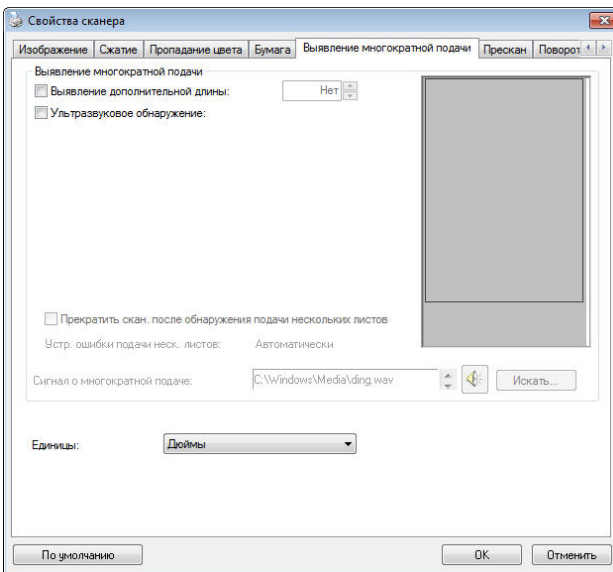 Свойства сканера
Изображение Сжатие Пропадание цвета Бумага Выявление многократной подачи Прескан Поворот
Выявление многократной подачи
Выявление дополнительной длины: Нет
Ультразвуковое обнаружение:
Прекратить скан. после обнаружения подачи нескольких листов
Устр. ошибки подачи неск. листов: Автоматически
Сигнал о многократной подаче: C:\Windows\Media\ding.wav Искать...
Единицы: Дюймы
По умолчанию OK Отменить